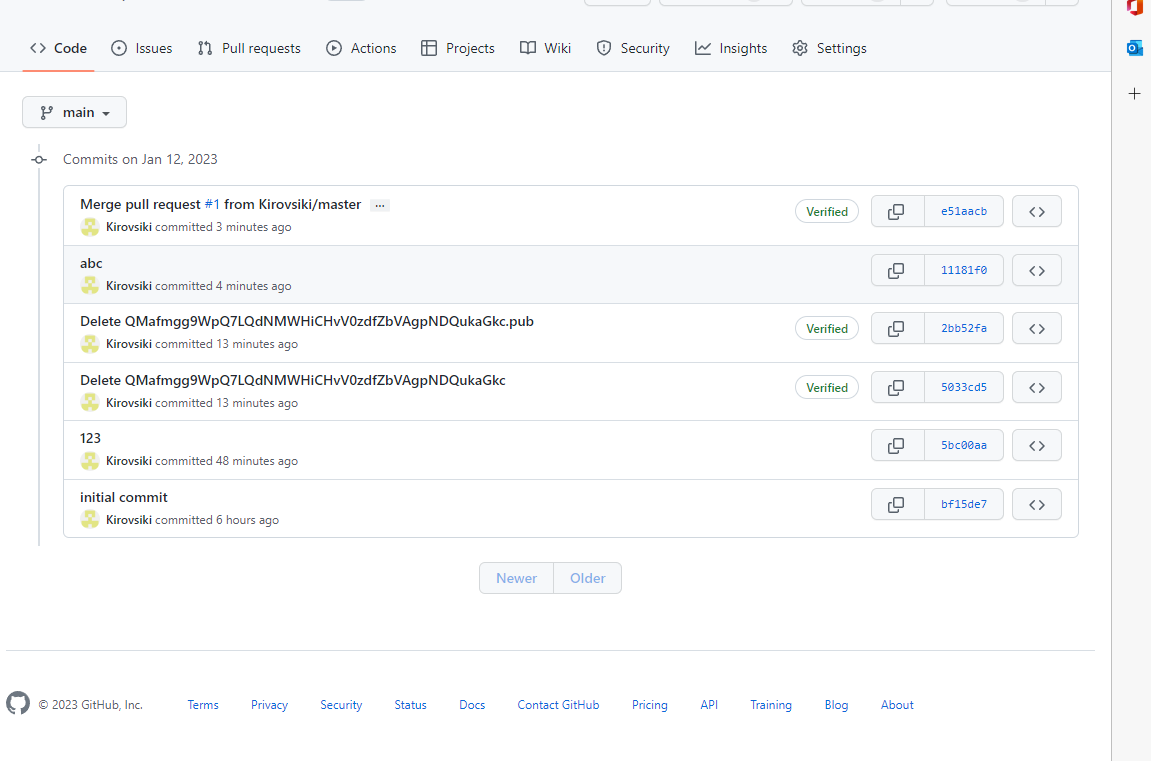 Code Issues Pull requests Actions Projects Wiki Security Insights Settings
main
Commits on Jan 12, 2023
Merge pull request #1 from Kirovsiki/master ...
Kirovsiki committed 3 minutes ago
Verified e51aacb
abc
Kirovsiki committed 4 minutes ago
11181f0
Delete QMafmgg9WpQ7LQdNMWHiCHvV0zdfZbVAgpNDQukaGkc.pub
Kirovsiki committed 13 minutes ago
Verified 2bb52fa
Delete QMafmgg9WpQ7LQdNMWHiCHvV0zdfZbVAgpNDQukaGkc
Kirovsiki committed 13 minutes ago
Verified 5033cd5
123
Kirovsiki committed 48 minutes ago
5bc00aa
initial commit
Kirovsiki committed 6 hours ago
bf15de7
Newer Older
© 2023 GitHub, Inc. Terms Privacy Security Status Docs Contact GitHub Pricing API Training Blog About